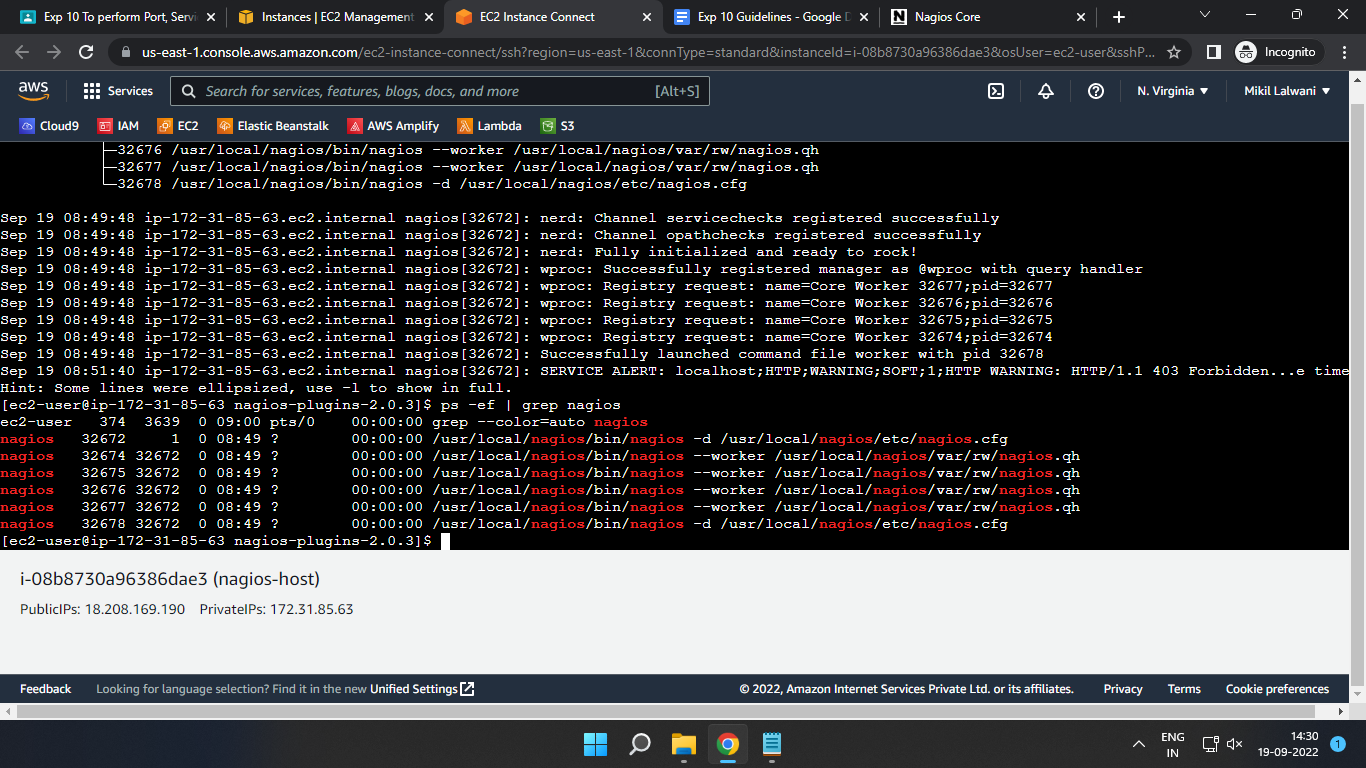 Exp 10 To perform Port, Servi
Instances | EC2 Management
EC2 Instance Connect
Exp 10 Guidelines - Google D
Nagios Core
us-east-1.console.aws.amazon.com/ec2-instance-connect/ssh?region=us-east-1&connType=standard&instanceId=i-08b8730a96386dae3&osUser=ec2-user&sshP...
Incognito
aws
Services
Search for services, features, blogs, docs, and more
[Alt+S]
N. Virginia
Mikil Lalwani
Cloud9
IAM
EC2
Elastic Beanstalk
AWS Amplify
Lambda
S3
├─32676 /usr/local/nagios/bin/nagios --worker /usr/local/nagios/var/rw/nagios.qh
├─32677 /usr/local/nagios/bin/nagios --worker /usr/local/nagios/var/rw/nagios.qh
└─32678 /usr/local/nagios/bin/nagios -d /usr/local/nagios/etc/nagios.cfg
Sep 19 08:49:48 ip-172-31-85-63.ec2.internal nagios[32672]: nerd: Channel servicechecks registered successfully
Sep 19 08:49:48 ip-172-31-85-63.ec2.internal nagios[32672]: nerd: Channel opathchecks registered successfully
Sep 19 08:49:48 ip-172-31-85-63.ec2.internal nagios[32672]: nerd: Fully initialized and ready to rock!
Sep 19 08:49:48 ip-172-31-85-63.ec2.internal nagios[32672]: wproc: Successfully registered manager as @wproc with query handler
Sep 19 08:49:48 ip-172-31-85-63.ec2.internal nagios[32672]: wproc: Registry request: name=Core Worker 32677;pid=32677
Sep 19 08:49:48 ip-172-31-85-63.ec2.internal nagios[32672]: wproc: Registry request: name=Core Worker 32676;pid=32676
Sep 19 08:49:48 ip-172-31-85-63.ec2.internal nagios[32672]: wproc: Registry request: name=Core Worker 32675;pid=32675
Sep 19 08:49:48 ip-172-31-85-63.ec2.internal nagios[32672]: wproc: Registry request: name=Core Worker 32674;pid=32674
Sep 19 08:49:48 ip-172-31-85-63.ec2.internal nagios[32672]: Successfully launched command file worker with pid 32678
Sep 19 08:51:40 ip-172-31-85-63.ec2.internal nagios[32672]: SERVICE ALERT: localhost;HTTP;WARNING;SOFT;1;HTTP WARNING: HTTP/1.1 403 Forbidden...e time
Hint: Some lines were ellipsized, use -l to show in full.
[ec2-user@ip-172-31-85-63 nagios-plugins-2.0.3]$ ps -ef | grep nagios
ec2-user   374  3639  0 09:00 pts/0    00:00:00 grep --color=auto nagios
nagios   32672     1  0 08:49 ?        00:00:00 /usr/local/nagios/bin/nagios -d /usr/local/nagios/etc/nagios.cfg
nagios   32674 32672  0 08:49 ?        00:00:00 /usr/local/nagios/bin/nagios --worker /usr/local/nagios/var/rw/nagios.qh
nagios   32675 32672  0 08:49 ?        00:00:00 /usr/local/nagios/bin/nagios --worker /usr/local/nagios/var/rw/nagios.qh
nagios   32676 32672  0 08:49 ?        00:00:00 /usr/local/nagios/bin/nagios --worker /usr/local/nagios/var/rw/nagios.qh
nagios   32677 32672  0 08:49 ?        00:00:00 /usr/local/nagios/bin/nagios --worker /usr/local/nagios/var/rw/nagios.qh
nagios   32678 32672  0 08:49 ?        00:00:00 /usr/local/nagios/bin/nagios -d /usr/local/nagios/etc/nagios.cfg
[ec2-user@ip-172-31-85-63 nagios-plugins-2.0.3]$
i-08b8730a96386dae3 (nagios-host)
PublicIPs: 18.208.169.190 PrivateIPs: 172.31.85.63
Feedback
Looking for language selection? Find it in the new Unified Settings
© 2022, Amazon Internet Services Private Ltd. or its affiliates.
Privacy
Terms
Cookie preferences
ENG
IN
14:30
19-09-2022
1